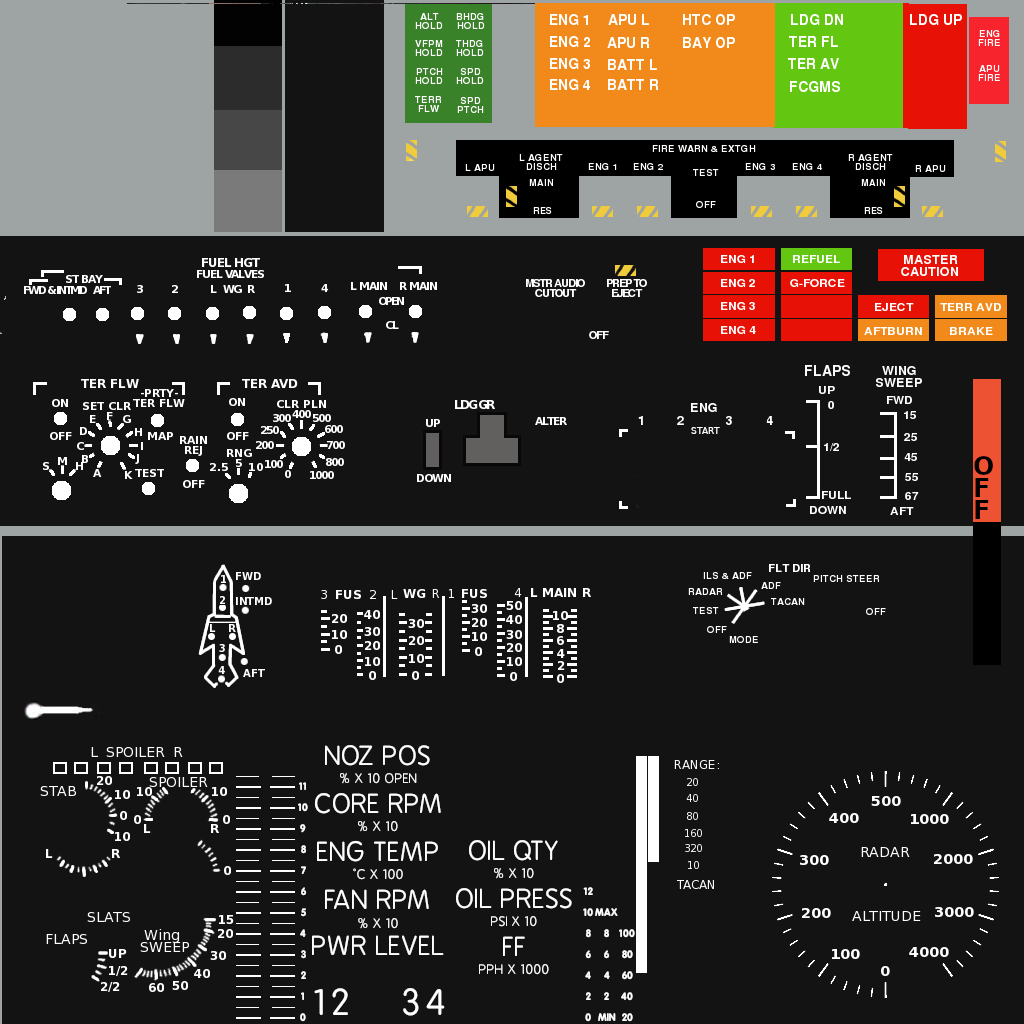 ALT HOLD BHDG HOLD
VFPM HOLD THDG HOLD
PTCH HOLD SPD HOLD
TERR FLW SPD PTCH
ENG 1 APU L HTC OP
ENG 2 APU R BAY OP
ENG 3 BATT L
ENG 4 BATT R
LDG DN
TER FL
TER AV
FCGMS
LDG UP
ENG FIRE
APU FIRE
FIRE WARN & EXTGH
L APU
L AGENT DISCH
ENG 1 ENG 2
TEST
ENG 3 ENG 4
R AGENT DISCH
R APU
MAIN
RES
OFF
MAIN
RES
FUEL HGT
FUEL VALVES
ST BAY
FWD & INTMD AFT 3 2 L WG R 1 4 L MAIN R MAIN
OPEN
CL
MSTR AUDIO CUTOUT
PREP TO EJECT
OFF
ENG 1 REFUEL
ENG 2 G-FORCE
ENG 3
ENG 4
MASTER CAUTION
EJECT TERR AVD
AFTBURN BRAKE
TER FLW
-PRTY-
ON SET CLR TER FLW
OFF MAP
A B C D E F G H I J K
S M H
TEST
RAIN REJ
OFF
TER AVD
ON CLR PLN
OFF
RNG
2.5 5 10
0 100 200 250 300 400 500 600 700 800 1000
LDG GR
UP
DOWN
ALTER
ENG
1 2 3 4
START
FLAPS
UP
0
1/2
FULL
DOWN
WING SWEEP
FWD
15
25
45
55
67
AFT
OFF
1
2
L R
3
4
FWD
INTMD
AFT
3 FUS 2 L WG R 1 FUS 4 L MAIN R
20
10
0
40
30
20
10
0
30
20
10
0
30
20
10
0
50
40
30
20
10
0
10
8
6
4
2
0
FLT DIR
ILS & ADF ADF PITCH STEER
RADAR TACAN
TEST OFF
OFF
MODE
L SPOILER R
STAB
20
10
0
10
L R
SPOILER
10 10
0 0
L R
0
SLATS
FLAPS
UP
1/2
2/2
Wing
SWEEP
15
20
30
40
50
60
11
10
9
8
7
6
5
4
3
2
1
0
NOZ POS
% X 10 OPEN
CORE RPM
% X 10
ENG TEMP
°C X 100
FAN RPM
% X 10
PWR LEVEL
12 34
OIL QTY
% X 10
OIL PRESS
PSI X 10
FF
PPH X 1000
12
10 MAX
8 8 100
6 6 80
4 4 60
2 2 40
0 MIN 20
RANGE:
20
40
80
160
320
10
TACAN
500
400 1000
300 RADAR 2000
200 ALTITUDE 3000
100 4000
0